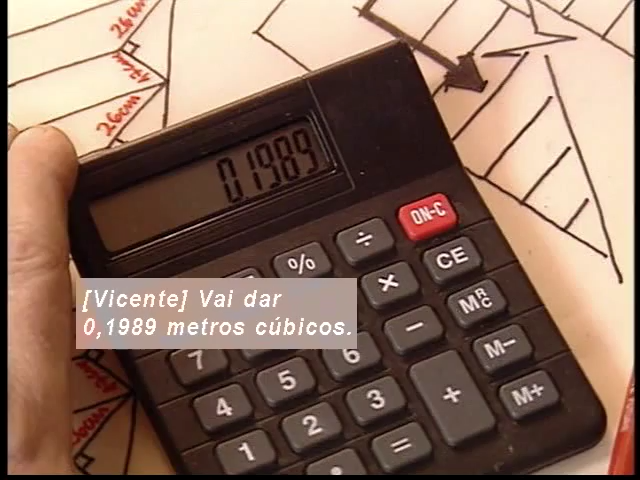 26cm
26cm
0.1989
ON-C
÷
%
CE
×
M R C
−
M−
7
6
5
+
M+
4
3
2
1
=
[Vicente] Vai dar
0,1989 metros cúbicos.